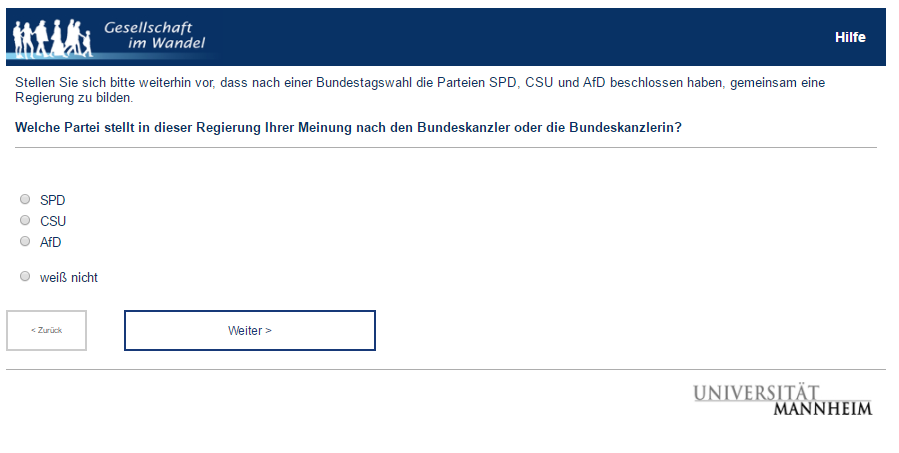 Gesellschaft
im Wandel
Hilfe
Stellen Sie sich bitte weiterhin vor, dass nach einer Bundestagswahl die Parteien SPD, CSU und AfD beschlossen haben, gemeinsam eine
Regierung zu bilden.
Welche Partei stellt in dieser Regierung Ihrer Meinung nach den Bundeskanzler oder die Bundeskanzlerin?
SPD
CSU
AfD
weiß nicht
< Zurück
Weiter >
UNIVERSITÄT
MANNHEIM